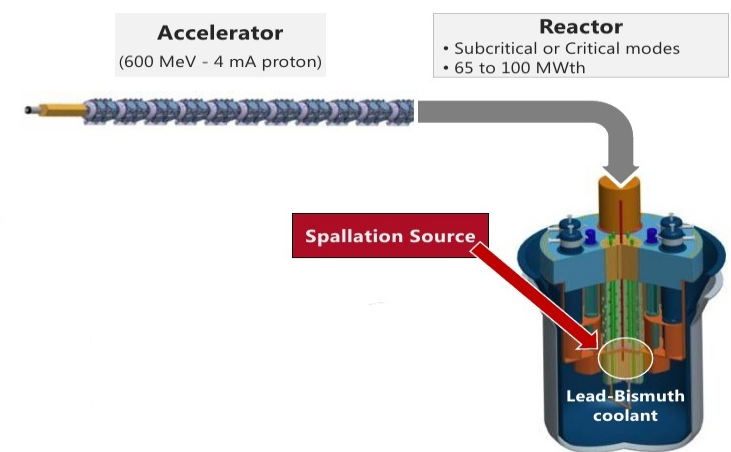 Accelerator
(600 MeV - 4 mA proton)
Reactor
• Subcritical or Critical modes
• 65 to 100 MWth
Spallation Source
Lead-Bismuth
coolant